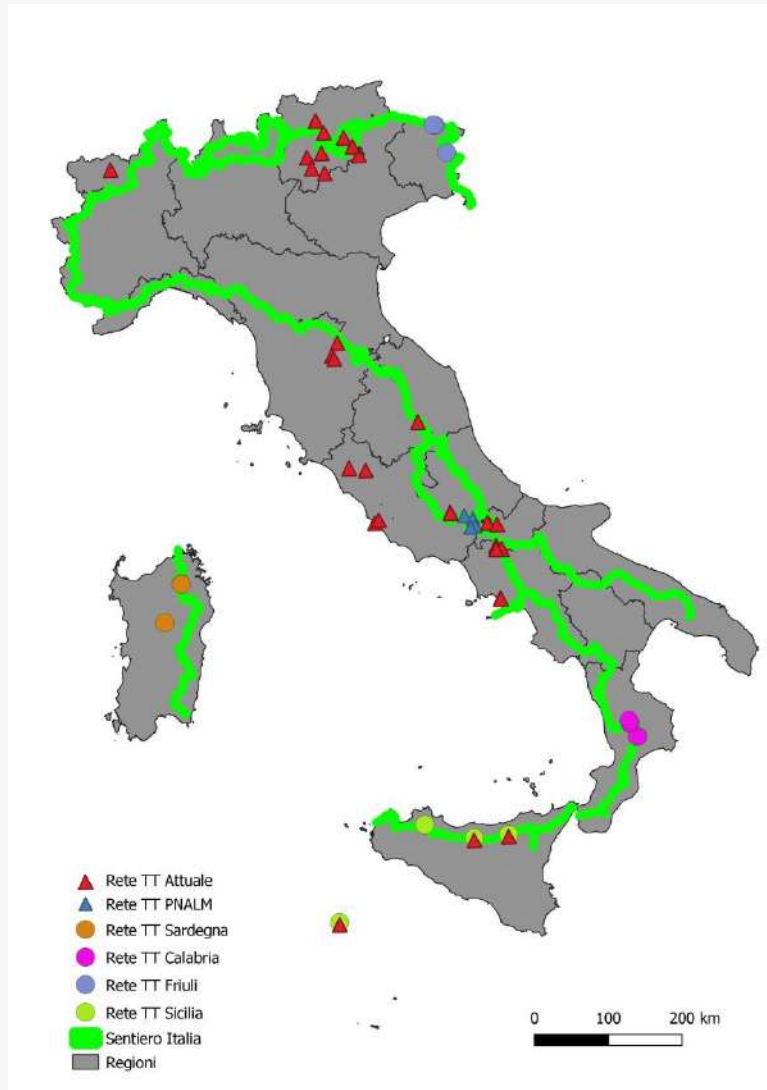 Rete TT Attuale
Rete TT PNALM
Rete TT Sardegna
Rete TT Calabria
Rete TT Friuli
Rete TT Sicilia
Sentiero Italia
Regioni
0 100 200 km